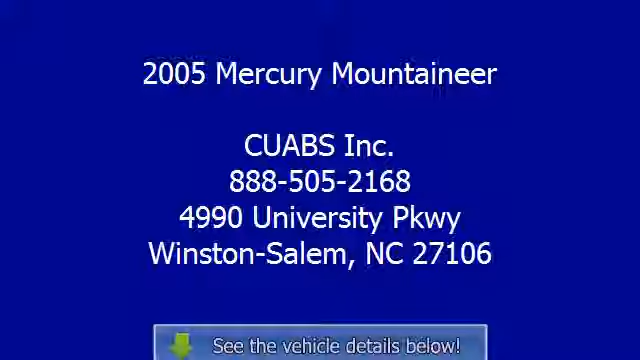 2005 Mercury Mountaineer
CUABS Inc.
888-505-2168
4990 University Pkwy
Winston-Salem, NC 27106
See the vehicle details below!